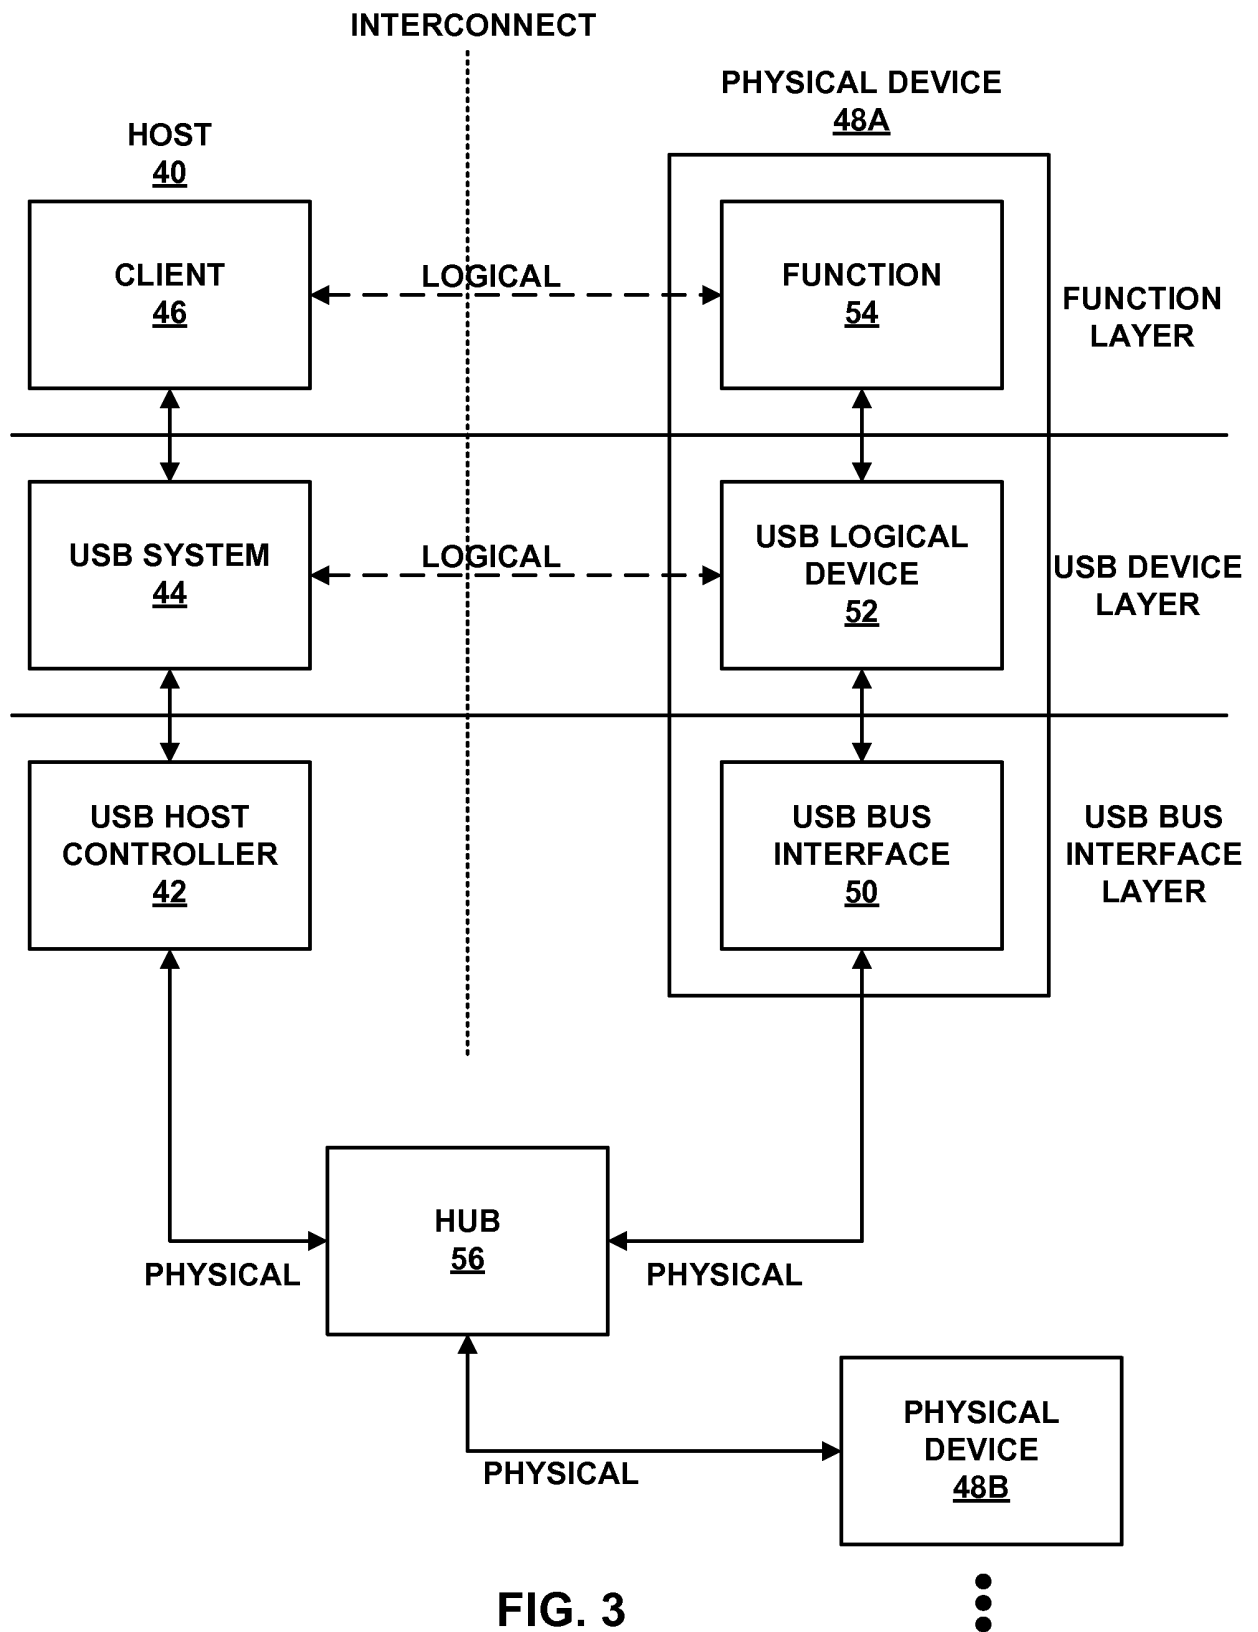 INTERCONNECT
PHYSICAL DEVICE
48A
HOST
40
CLIENT
46
LOGICAL
FUNCTION
54
FUNCTION
LAYER
USB SYSTEM
44
LOGICAL
USB LOGICAL
DEVICE
52
USB DEVICE
LAYER
USB HOST
CONTROLLER
42
USB BUS
INTERFACE
50
USB BUS
INTERFACE
LAYER
HUB
56
PHYSICAL
PHYSICAL
PHYSICAL
DEVICE
48B
PHYSICAL
FIG. 3